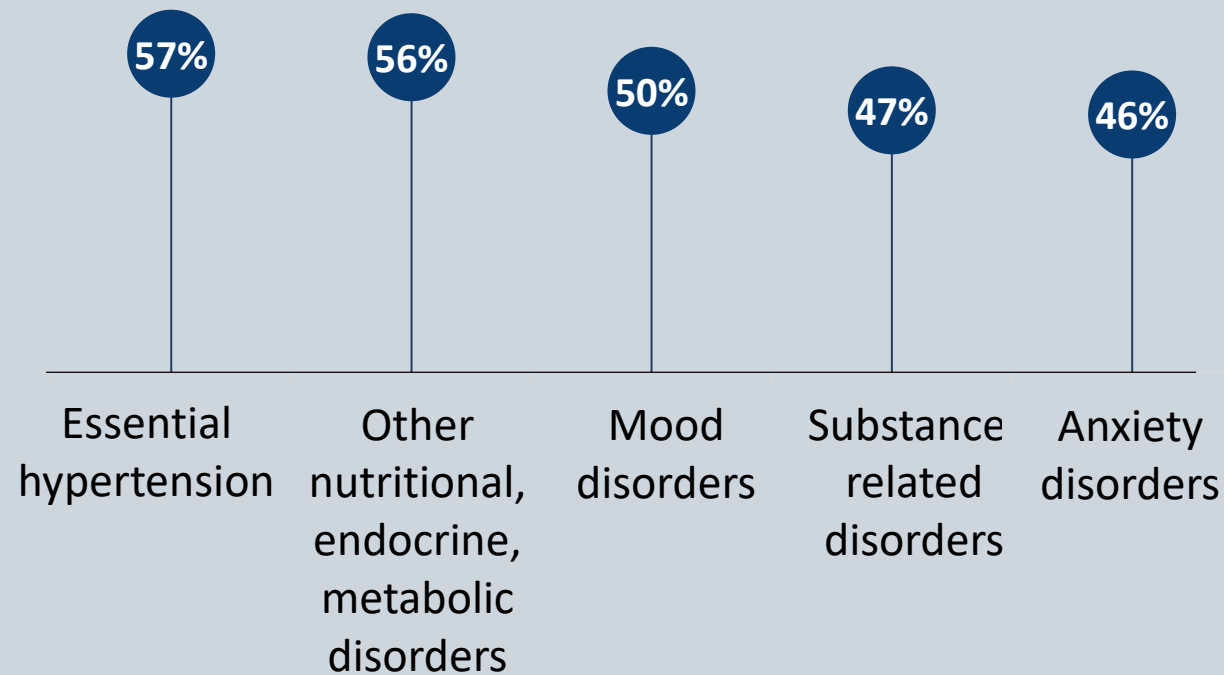 57%
56%
50%
47%
46%
Essential
hypertension
Other
nutritional,
endocrine,
metabolic
disorders
Mood
disorders
Substance
related
disorders
Anxiety
disorders